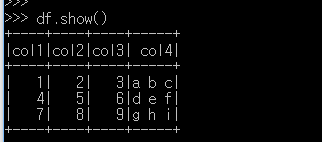 >>>
>>> df.show()
+----+----+----+-----+
|col1|col2|col3| col4|
+----+----+----+-----+
|   1|   2|   3|a b c|
|   4|   5|   6|d e f|
|   7|   8|   9|g h i|
+----+----+----+-----+